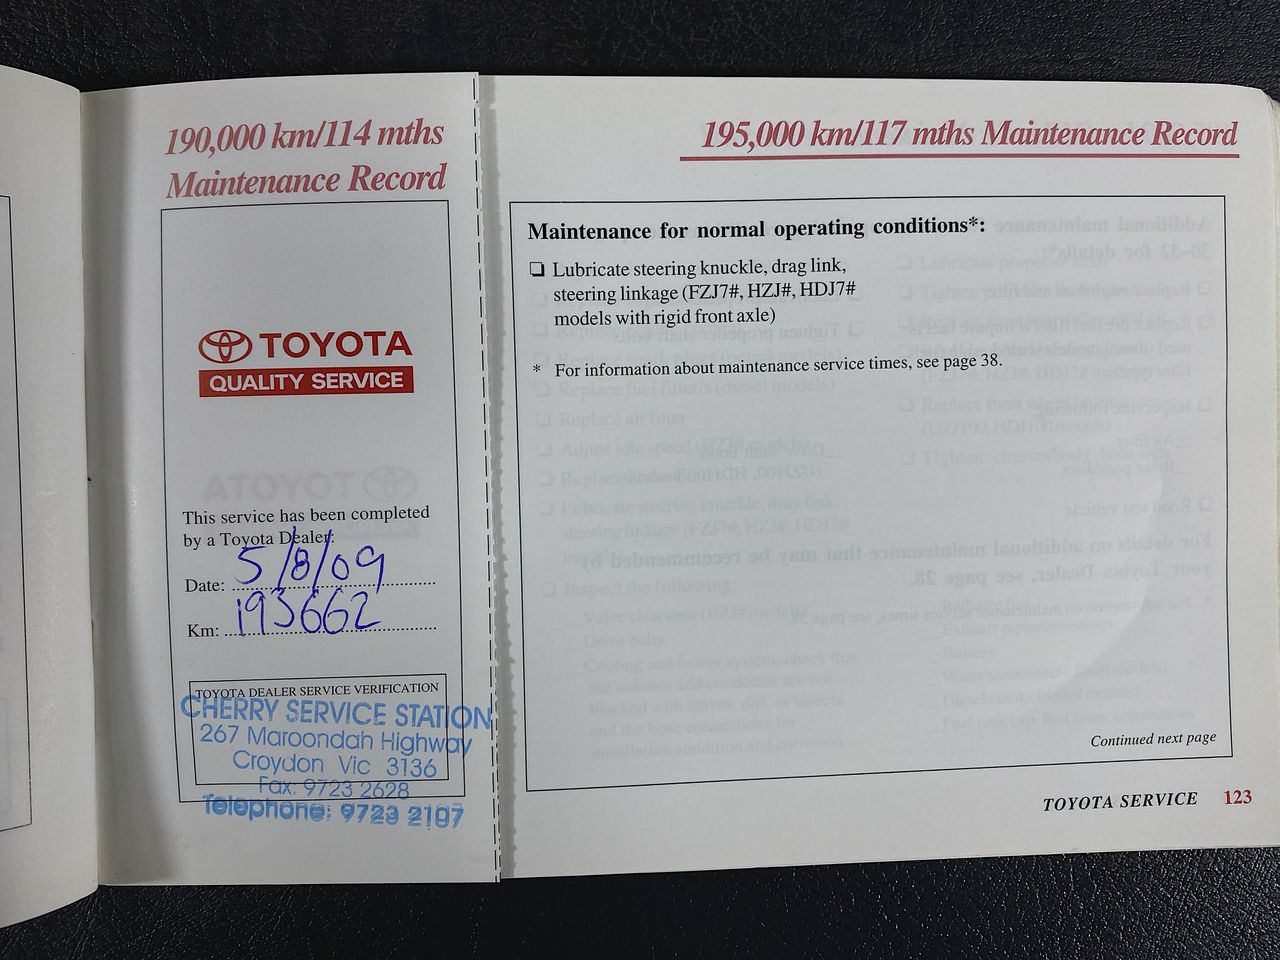 190,000 km/114 mths
Maintenance Record
TOYOTA
QUALITY SERVICE
This service has been completed
by a Toyota Dealer:
Date: 5/8/09
Km: 193662
TOYOTA DEALER SERVICE VERIFICATION
CHERRY SERVICE STATION
267 Maroondah Highway
Croydon Vic 3136
Fax: 9723 2628
Telephone: 9723 2107
195,000 km/117 mths Maintenance Record
Maintenance for normal operating conditions*:
❏ Lubricate steering knuckle, drag link,
steering linkage (FZJ7#, HZJ#, HDJ7#
models with rigid front axle)
* For information about maintenance service times, see page 38.
Continued next page
TOYOTA SERVICE 123